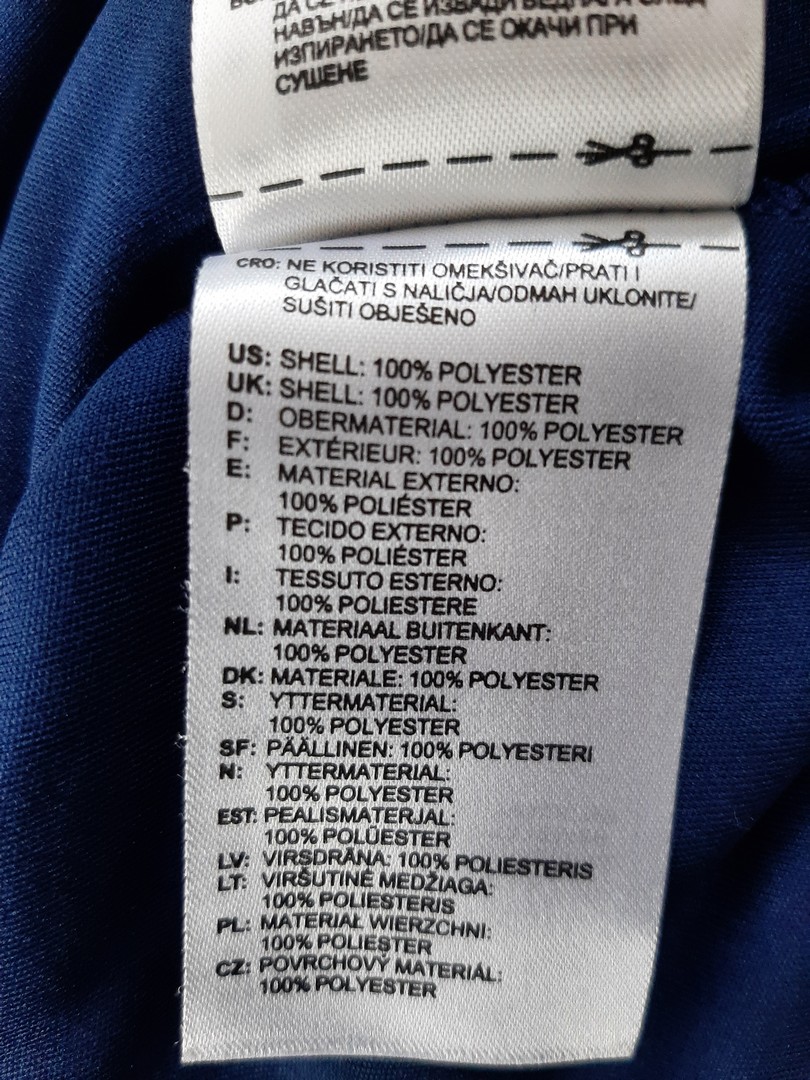 ДА СЕ
НАВЪН/ДА СЕ ИЗВАДИ ВЕДНАГА СЛЕД
ИЗПИРАНЕТО/ДА СЕ ОКАЧИ ПРИ
СУШЕНЕ
CRO: NE KORISTITI OMEKŠIVAČ/PRATI I
GLAČATI S NALIČJA/ODMAH UKLONITE/
SUŠITI OBJEŠENO
US: SHELL: 100% POLYESTER
UK: SHELL: 100% POLYESTER
D: OBERMATERIAL: 100% POLYESTER
F: EXTÉRIEUR: 100% POLYESTER
E: MATERIAL EXTERNO:
100% POLIÉSTER
P: TECIDO EXTERNO:
100% POLIÉSTER
I: TESSUTO ESTERNO:
100% POLIESTERE
NL: MATERIAAL BUITENKANT:
100% POLYESTER
DK: MATERIALE: 100% POLYESTER
S: YTTERMATERIAL:
100% POLYESTER
SF: PÄÄLLINEN: 100% POLYESTERI
N: YTTERMATERIAL:
100% POLYESTER
EST: PEALISMATERJAL:
100% POLÜESTER
LV: VIRSDRĀNA: 100% POLIESTERIS
LT: VIRŠUTINĖ MEDŽIAGA:
100% POLIESTERIS
PL: MATERIAŁ WIERZCHNI:
100% POLIESTER
CZ: POVRCHOVÝ MATERIÁL:
100% POLYESTER